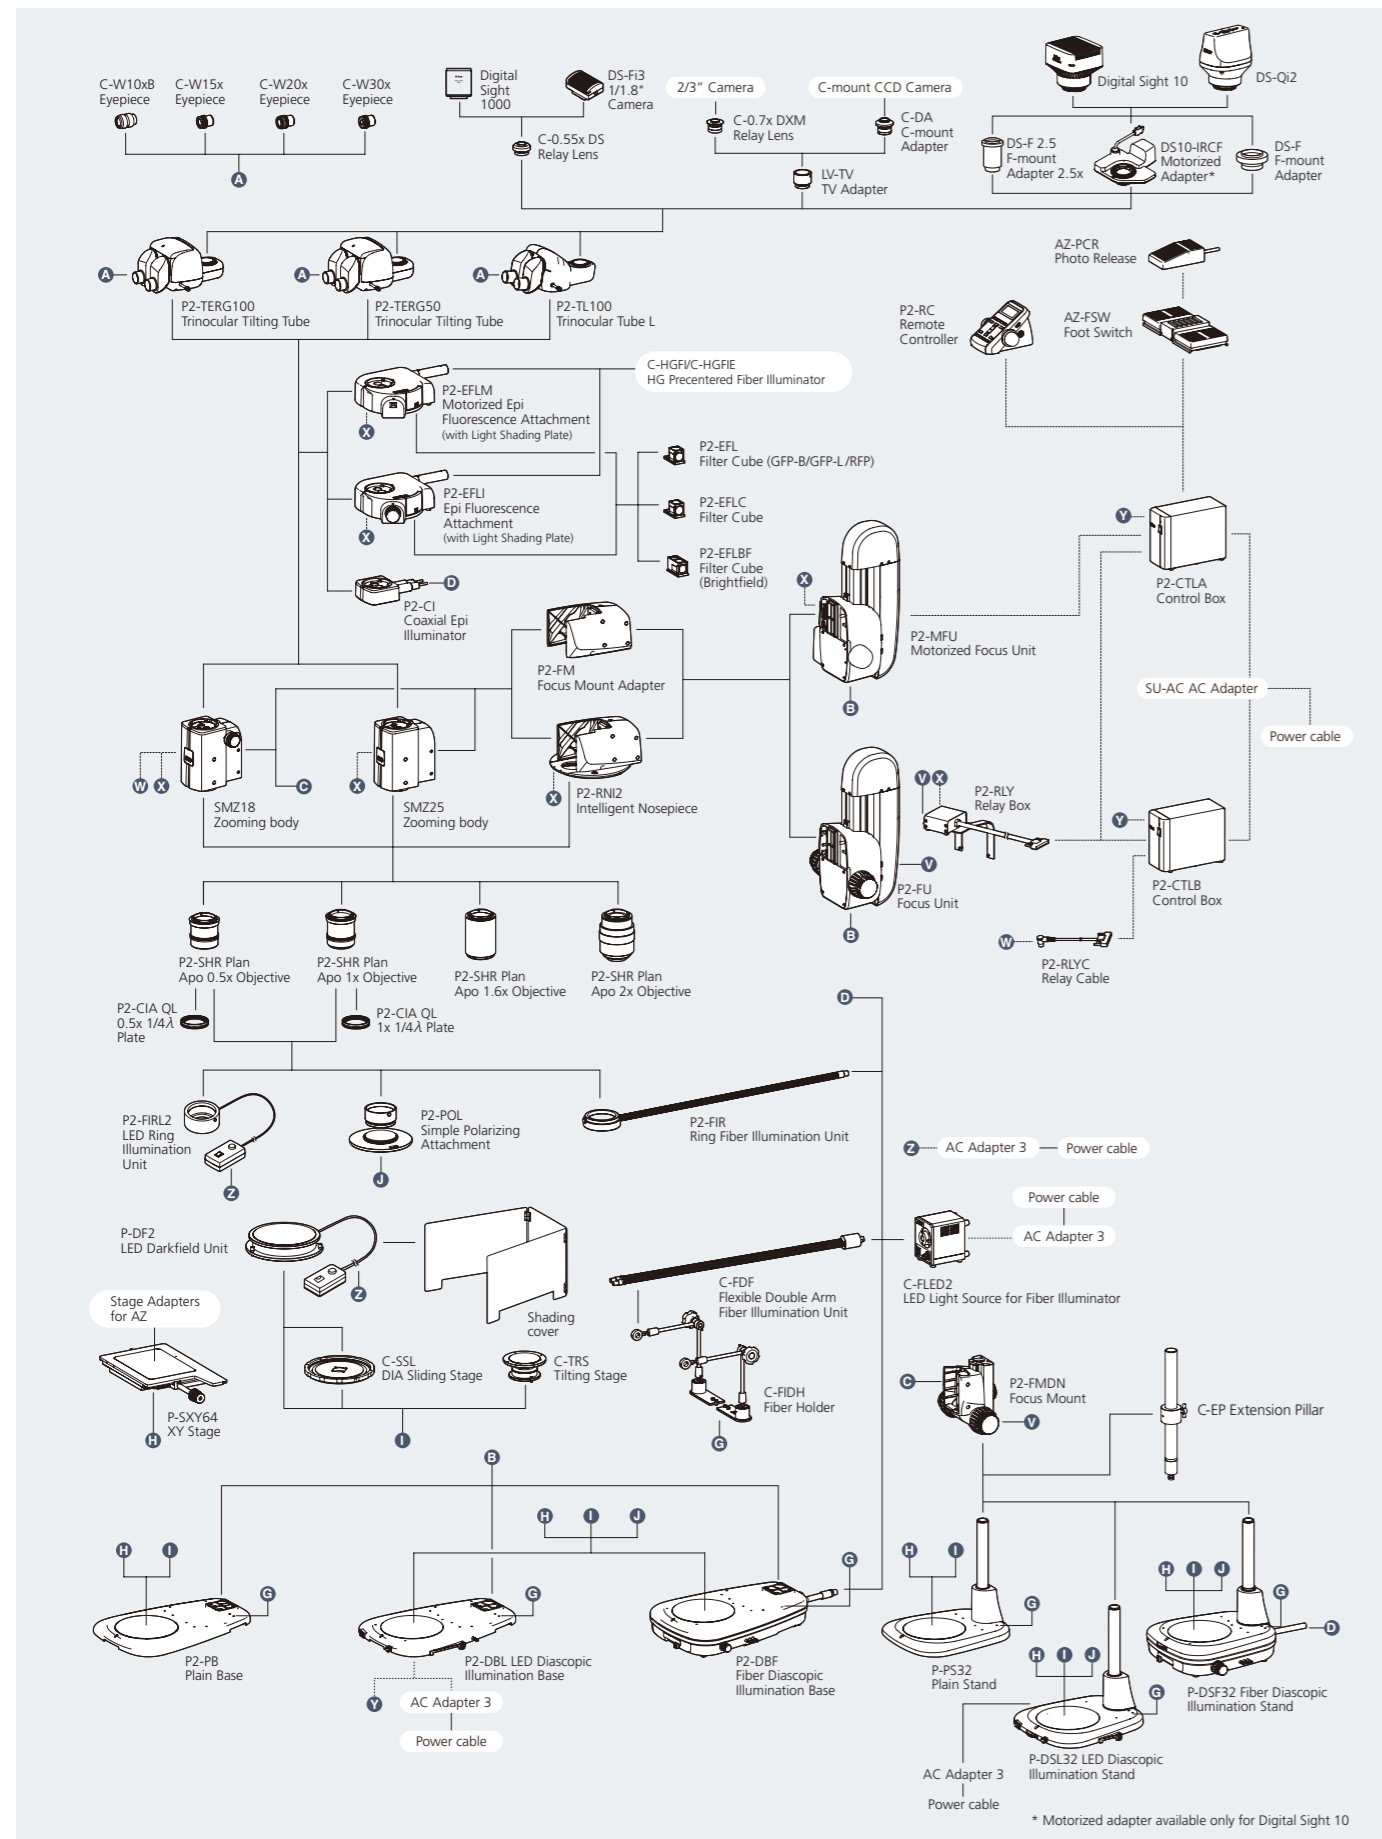 C-W10xB
Eyepiece
C-W15x
Eyepiece
C-W20x
Eyepiece
C-W30x
Eyepiece
A
Digital
Sight
1000
DS-Fi3
1/1.8"
Camera
C-0.55x DS
Relay Lens
2/3” Camera
C-0.7x DXM
Relay Lens
C-mount CCD Camera
C-DA
C-mount
Adapter
LV-TV
TV Adapter
Digital Sight 10
DS-Qi2
DS-F 2.5
F-mount
Adapter 2.5x
DS10-IRCF
Motorized
Adapter*
DS-F
F-mount
Adapter
A
P2-TERG100
Trinocular Tilting Tube
A
P2-TERG50
Trinocular Tilting Tube
A
P2-TL100
Trinocular Tube L
AZ-PCR
Photo Release
P2-RC
Remote
Controller
AZ-FSW
Foot Switch
C-HGFI/C-HGFIE
HG Precentered Fiber Illuminator
P2-EFLM
Motorized Epi
Fluorescence Attachment
(with Light Shading Plate)
X
P2-EFLI
Epi Fluorescence
Attachment
(with Light Shading Plate)
X
P2-EFL
Filter Cube (GFP-B/GFP-L/RFP)
P2-EFLC
Filter Cube
P2-EFLBF
Filter Cube
(Brightfield)
D
P2-CI
Coaxial Epi
Illuminator
X
P2-MFU
Motorized Focus Unit
B
Y
P2-CTLA
Control Box
P2-FM
Focus Mount Adapter
SU-AC AC Adapter
Power cable
W
X
C
SMZ18
Zooming body
X
SMZ25
Zooming body
X
P2-RNI2
Intelligent Nosepiece
V
X
P2-RLY
Relay Box
V
P2-FU
Focus Unit
B
Y
P2-CTLB
Control Box
W
P2-RLYC
Relay Cable
P2-SHR Plan
Apo 0.5x Objective
P2-SHR Plan
Apo 1x Objective
P2-SHR Plan
Apo 1.6x Objective
P2-SHR Plan
Apo 2x Objective
P2-CIA QL
0.5x 1/4λ
Plate
P2-CIA QL
1x 1/4λ Plate
D
P2-FIRL2
LED Ring
Illumination
Unit
Z
P2-POL
Simple Polarizing
Attachment
J
P2-FIR
Ring Fiber Illumination Unit
Z
AC Adapter 3
Power cable
P-DF2
LED Darkfield Unit
Z
Shading
cover
C-FDF
Flexible Double Arm
Fiber Illumination Unit
Power cable
AC Adapter 3
C-FLED2
LED Light Source for Fiber Illuminator
Stage Adapters
for AZ
P-SXY64
XY Stage
H
C-SSL
DIA Sliding Stage
C-TRS
Tilting Stage
I
C-FIDH
Fiber Holder
G
C
P2-FMDN
Focus Mount
V
C-EP Extension Pillar
B
H
I
G
P2-PB
Plain Base
H
I
J
G
P2-DBL LED Diascopic
Illumination Base
Y
AC Adapter 3
Power cable
G
P2-DBF
Fiber Diascopic
Illumination Base
H
I
G
P-PS32
Plain Stand
H
I
J
G
P-DSL32 LED Diascopic
Illumination Stand
AC Adapter 3
Power cable
H
I
J
G
D
P-DSF32 Fiber Diascopic
Illumination Stand
* Motorized adapter available only for Digital Sight 10